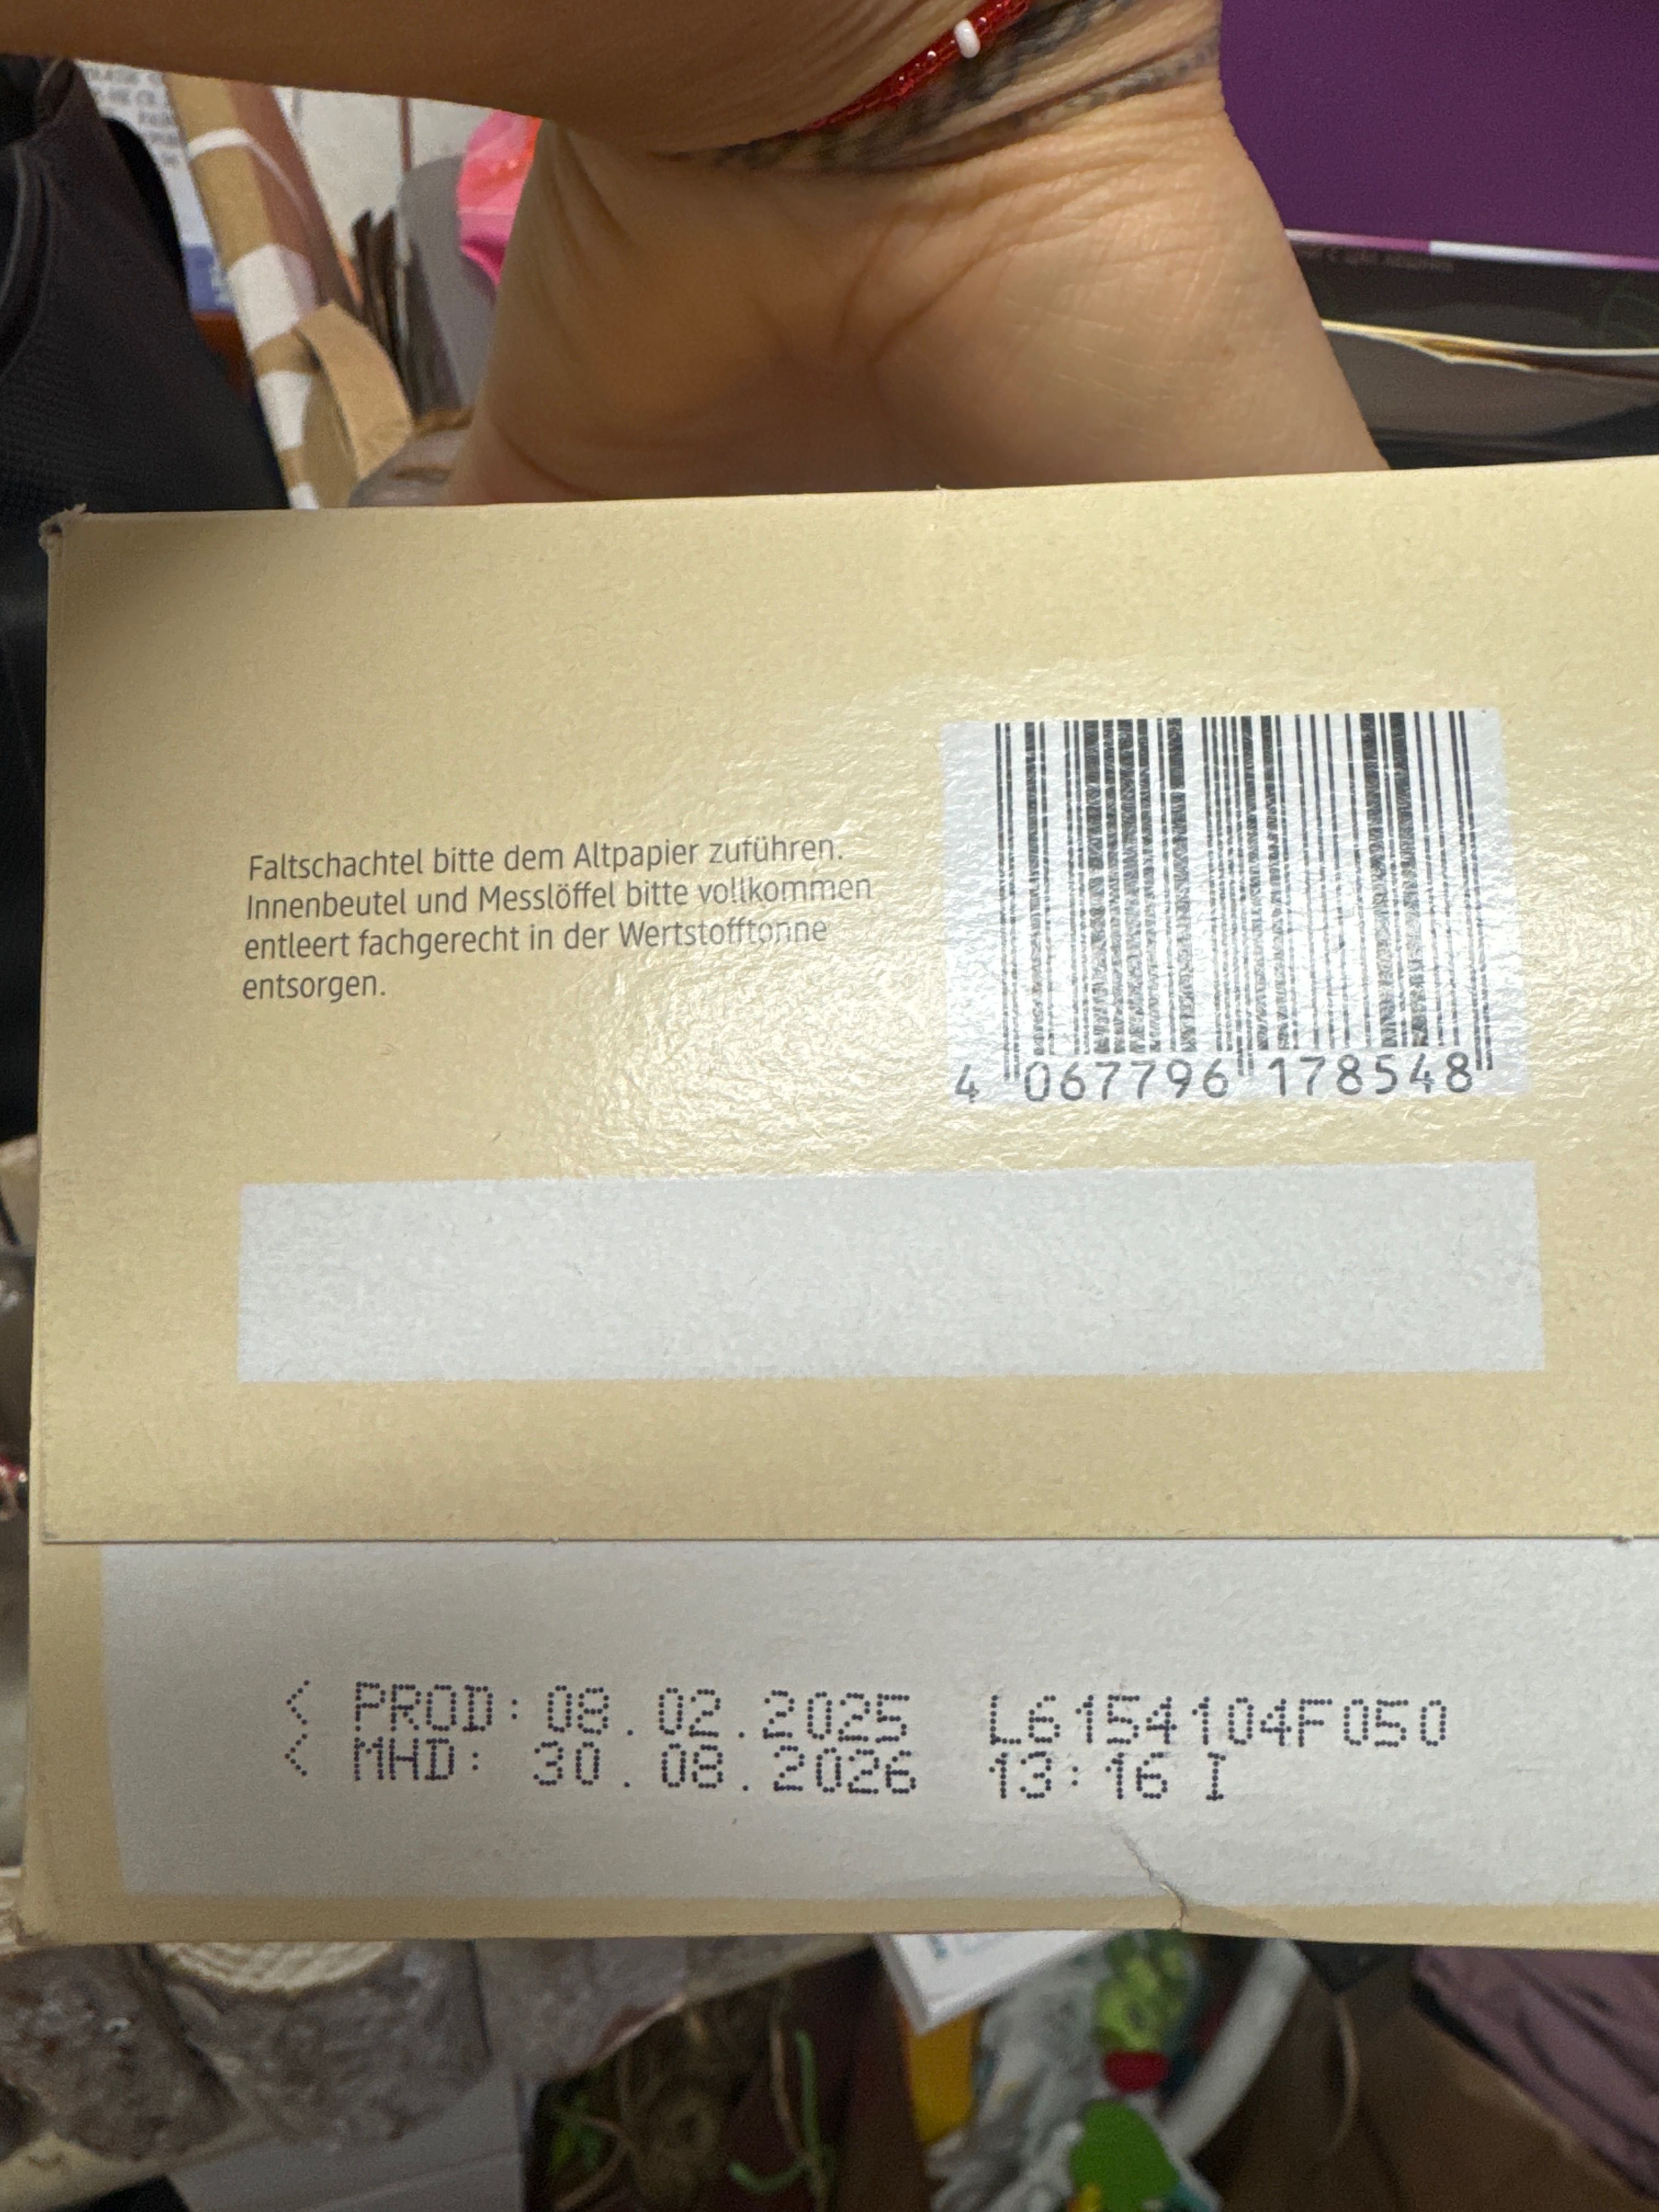 Faltschachtel bitte dem Altpapier zuführen.
Innenbeutel und Messlöffel bitte vollkommen
entleert fachgerecht in der Wertstofftonne
entsorgen.
4 067796 178548
< PROD: 08.02.2025 L6154104F050
< MHD: 30.08.2026 13:16 I